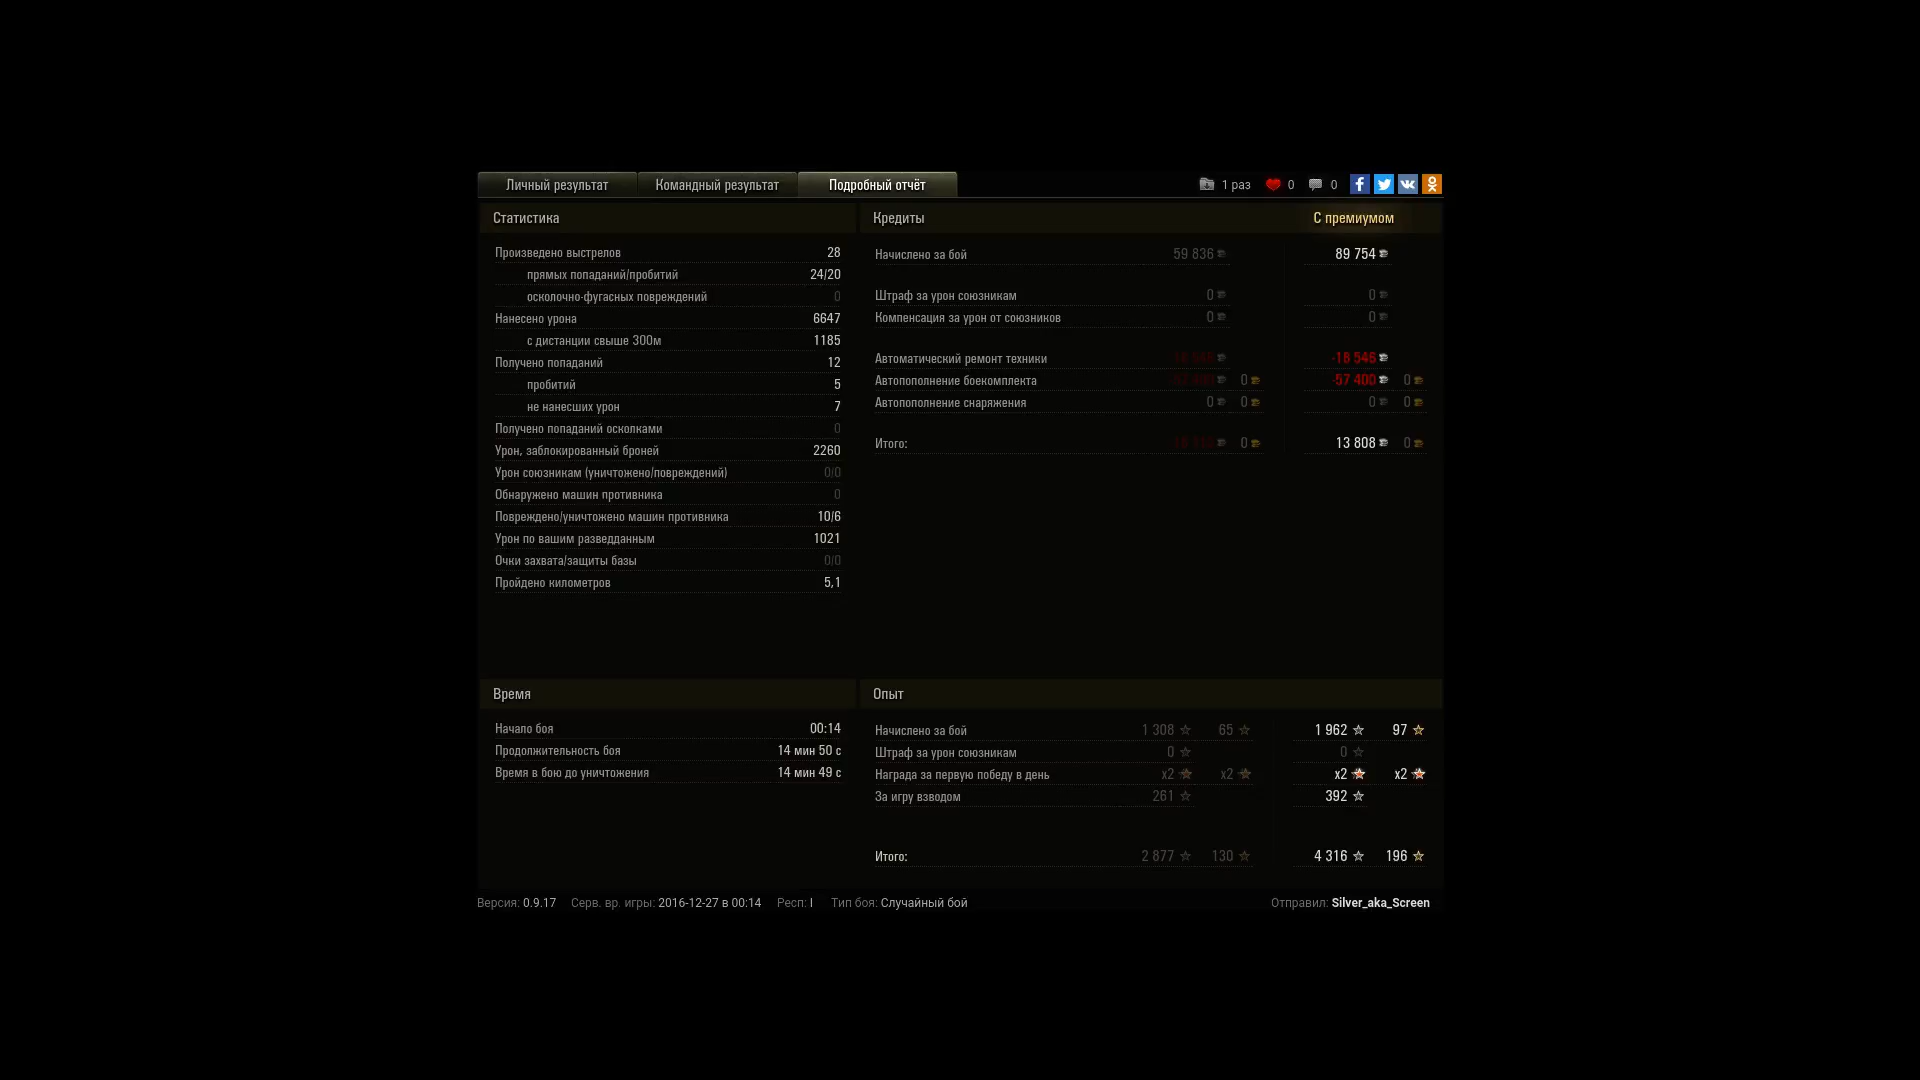 Личный результат Командный результат Подробный отчёт 1 раз 0 0
Статистика
Произведено выстрелов 28
прямых попаданий/пробитий 24/20
осколочно-фугасных повреждений 0
Нанесено урона 6647
с дистанции свыше 300м 1185
Получено попаданий 12
пробитий 5
не нанесших урон 7
Получено попаданий осколками 0
Урон, заблокированный броней 2260
Урон союзникам (уничтожено/повреждений) 0/0
Обнаружено машин противника 0
Повреждено/уничтожено машин противника 10/6
Урон по вашим разведданным 1021
Очки захвата/защиты базы 0/0
Пройдено километров 5,1
Кредиты С премиумом
Начислено за бой 59 836 89 754
Штраф за урон союзникам 0 0
Компенсация за урон от союзников 0 0
Автоматический ремонт техники -18 546
Автопополнение боекомплекта 0 -57 400 0
Автопополнение снаряжения 0 0 0 0
Итого: 0 13 808 0
Время
Начало боя 00:14
Продолжительность боя 14 мин 50 с
Время в бою до уничтожения 14 мин 49 с
Опыт
Начислено за бой 1 308 65 1 962 97
Штраф за урон союзникам 0 0
Награда за первую победу в день x2 x2 x2 x2
За игру взводом 261 392
Итого: 2 877 130 4 316 196
Версия: 0.9.17 Серв. вр. игры: 2016-12-27 в 00:14 Респ: I Тип боя: Случайный бой Отправил: Silver_aka_Screen